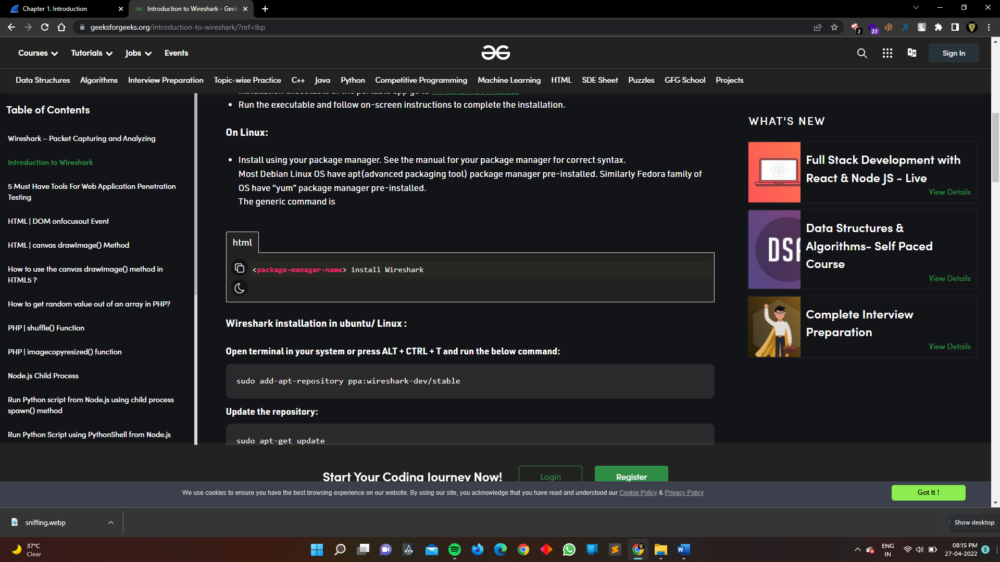 Chapter 1. Introduction
Introduction to Wireshark - Geek
geeksforgeeks.org/introduction-to-wireshark/?ref=lbp
2
27
Courses
Tutorials
Jobs
Events
Sign In
Data Structures
Algorithms
Interview Preparation
Topic-wise Practice
C++
Java
Python
Competitive Programming
Machine Learning
HTML
SDE Sheet
Puzzles
GFG School
Projects
Table of Contents
Wireshark – Packet Capturing and Analyzing
Introduction to Wireshark
5 Must Have Tools For Web Application Penetration
Testing
HTML | DOM onfocusout Event
HTML | canvas drawImage() Method
How to use the canvas drawImage() method in
HTML5 ?
How to get random value out of an array in PHP?
PHP | shuffle() Function
PHP | imagecopyresized() function
Node.js Child Process
Run Python script from Node.js using child process
spawn() method
Run Python Script using PythonShell from Node.js
Run the executable and follow on-screen instructions to complete the installation.
On Linux:
Install using your package manager. See the manual for your package manager for correct syntax.
Most Debian Linux OS have apt(advanced packaging tool) package manager pre-installed. Similarly Fedora family of
OS have “yum” package manager pre-installed.
The generic command is
html
<package-manager-name> install Wireshark
Wireshark installation in ubuntu/ Linux :
Open terminal in your system or press ALT + CTRL + T and run the below command:
sudo add-apt-repository ppa:wireshark-dev/stable
Update the repository:
sudo apt-get update
WHAT'S NEW
Full Stack Development with
React & Node JS - Live
View Details
DSA
Data Structures &
Algorithms- Self Paced
Course
View Details
Complete Interview
Preparation
View Details
Start Your Coding Journey Now!
Login
Register
We use cookies to ensure you have the best browsing experience on our website. By using our site, you acknowledge that you have read and understood our Cookie Policy & Privacy Policy
Got It !
sniffing.webp
Show desktop
37°C
Clear
ENG
IN
08:15 PM
27-04-2022
8